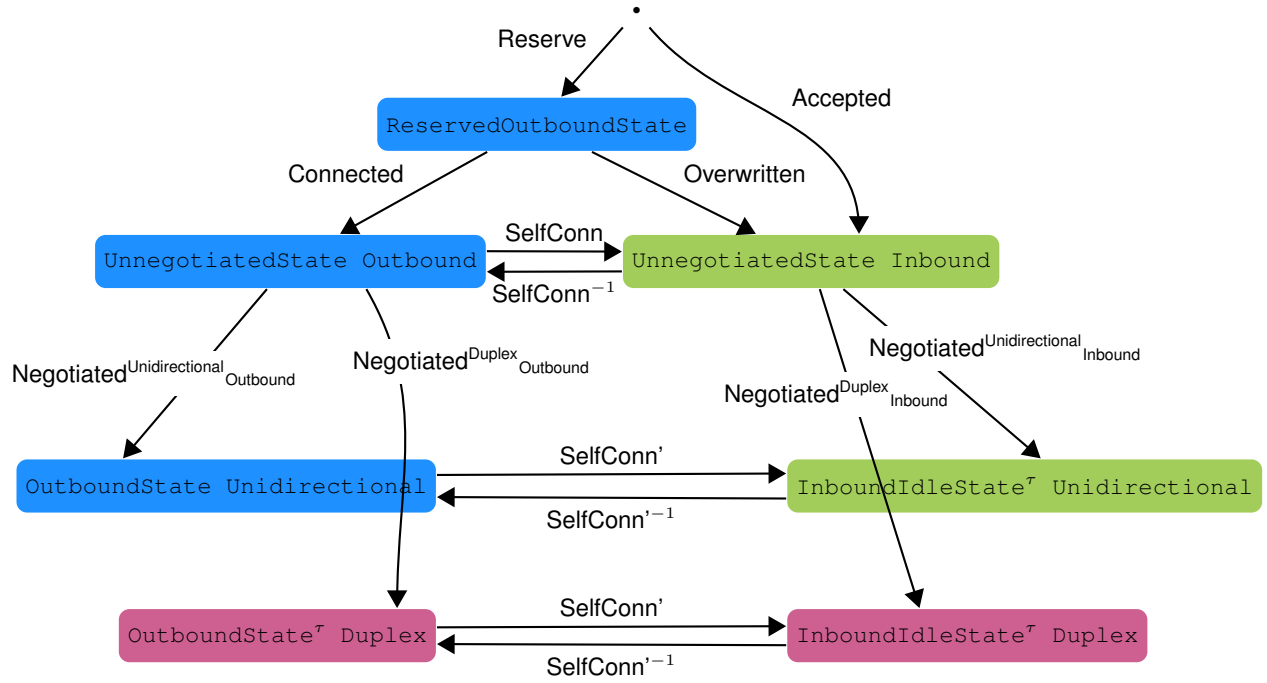 •
Reserve
Accepted
ReservedOutboundState
Connected
Overwritten
SelfConn
UnnegotiatedState Outbound
UnnegotiatedState Inbound
SelfConn⁻¹
Negotiated^Unidirectional_Outbound
Negotiated^Duplex_Outbound
Negotiated^Unidirectional_Inbound
Negotiated^Duplex_Inbound
SelfConn'
OutboundState Unidirectional
InboundIdleState^τ Unidirectional
SelfConn'⁻¹
SelfConn'
OutboundState^τ Duplex
InboundIdleState^τ Duplex
SelfConn'⁻¹